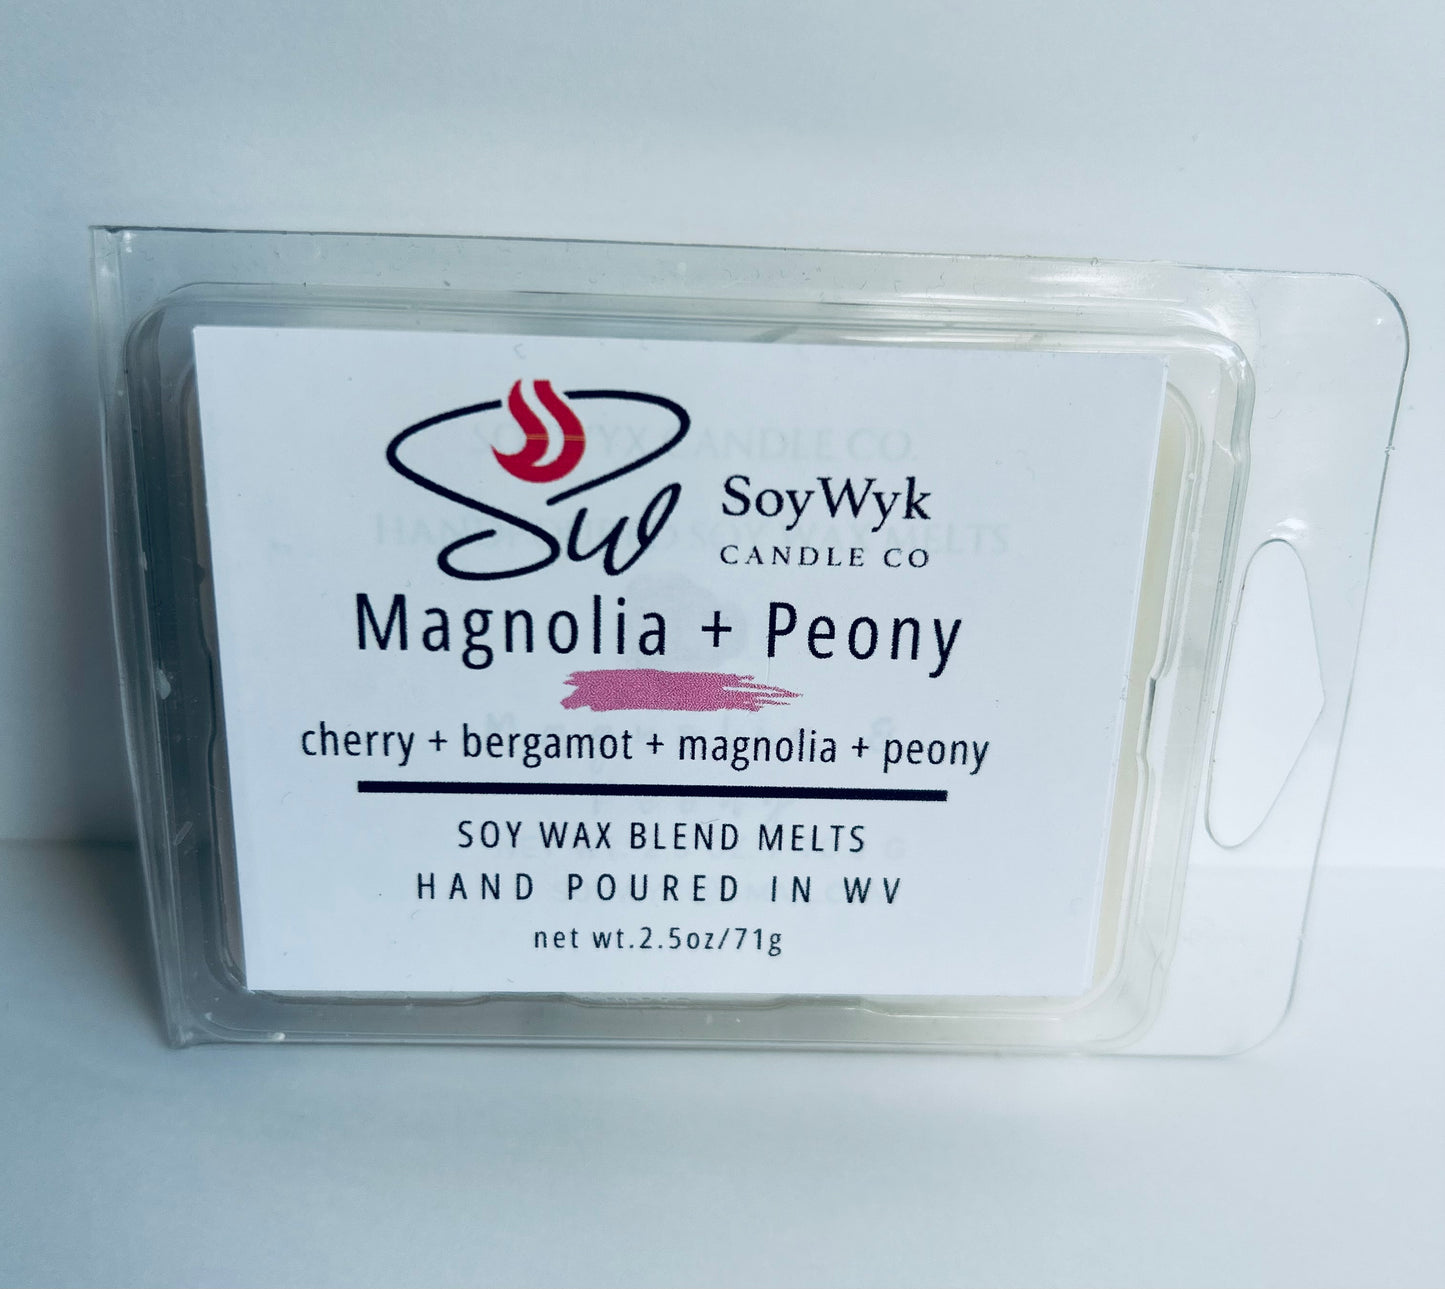 Sw
SoyWyk
CANDLE CO
Magnolia + Peony
cherry + bergamot + magnolia + peony
SOY WAX BLEND MELTS
HAND POURED IN WV
net wt.2.5oz/71g